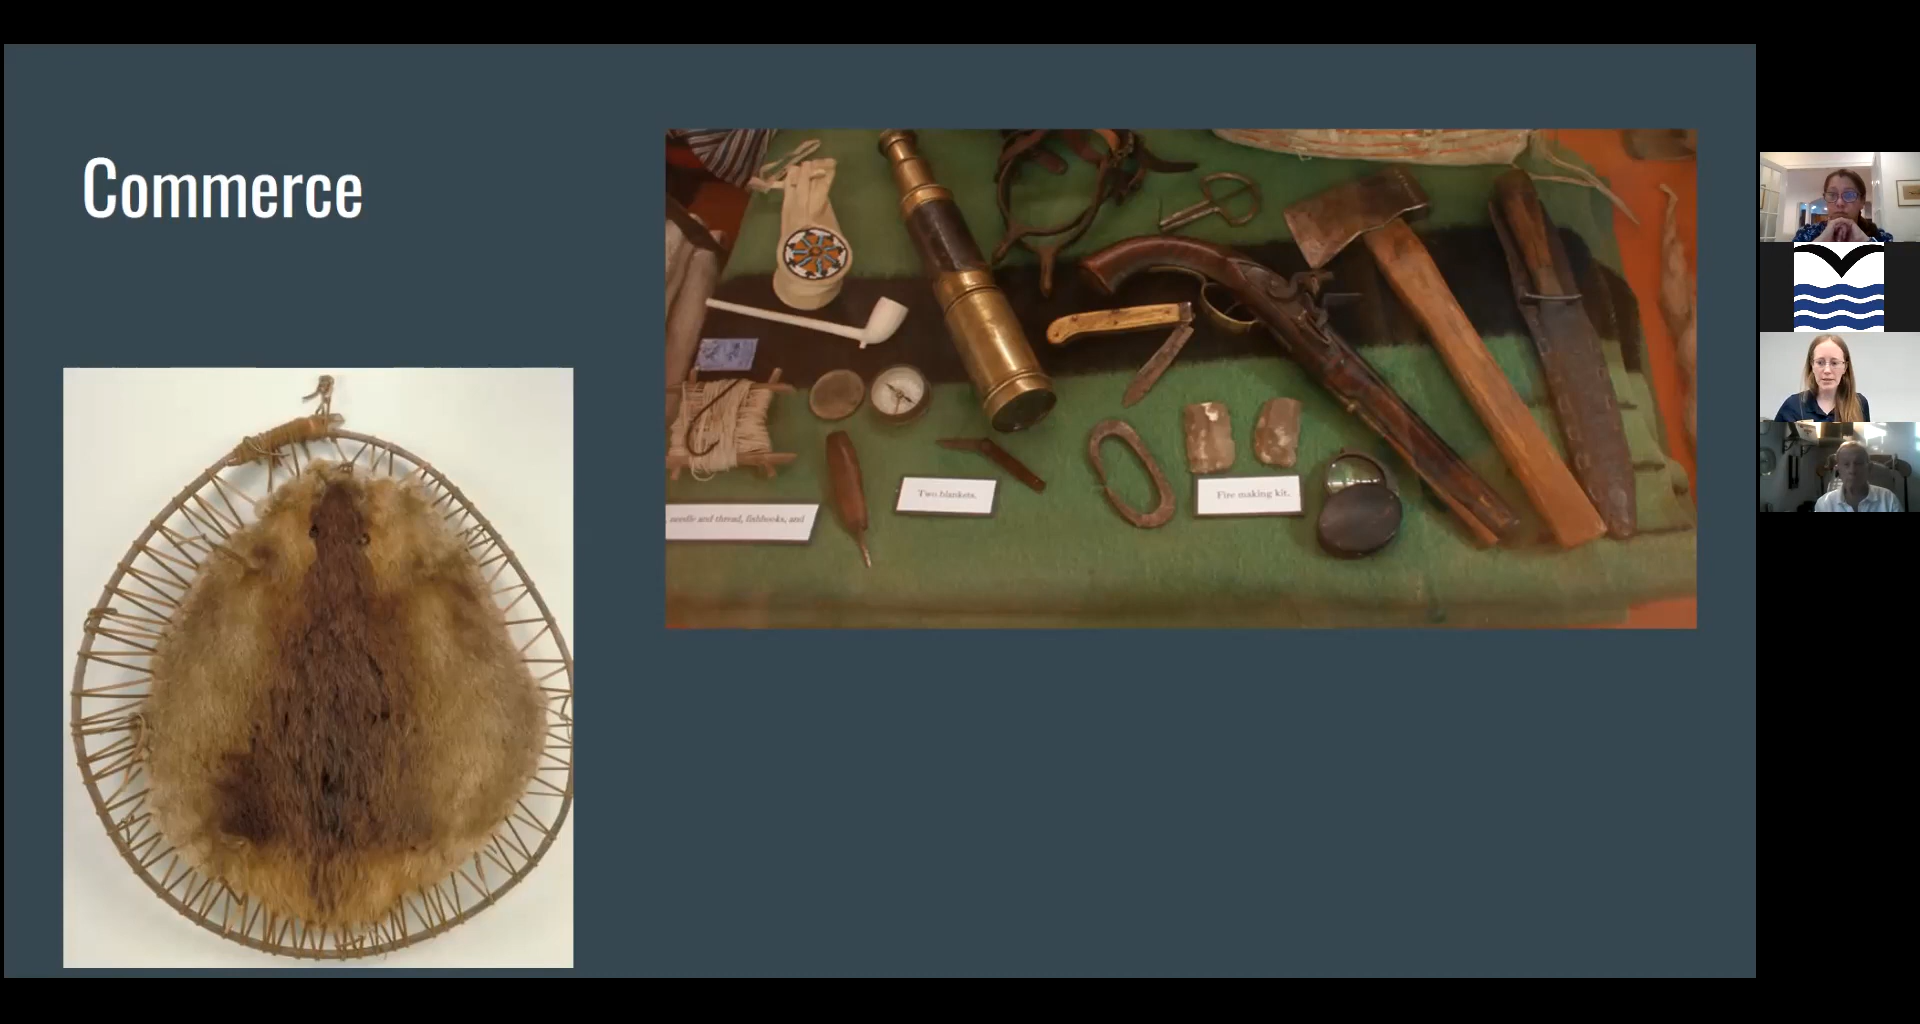 Commerce
Two blankets.
Fire making kit.
needle and thread, fishhooks, and